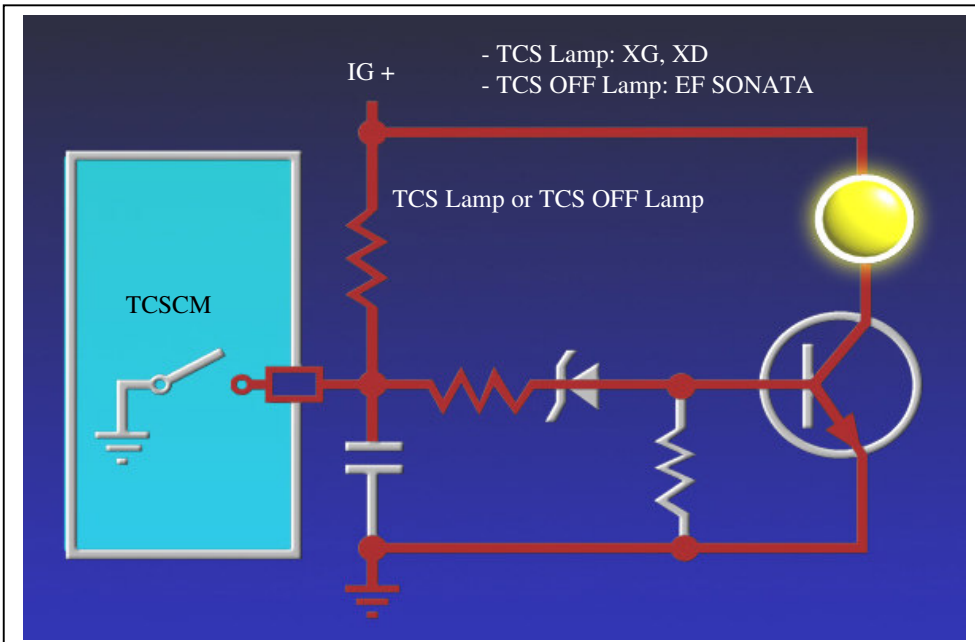 - TCS Lamp: XG, XD
IG +
- TCS OFF Lamp: EF SONATA
TCS Lamp or TCS OFF Lamp
TCSCM